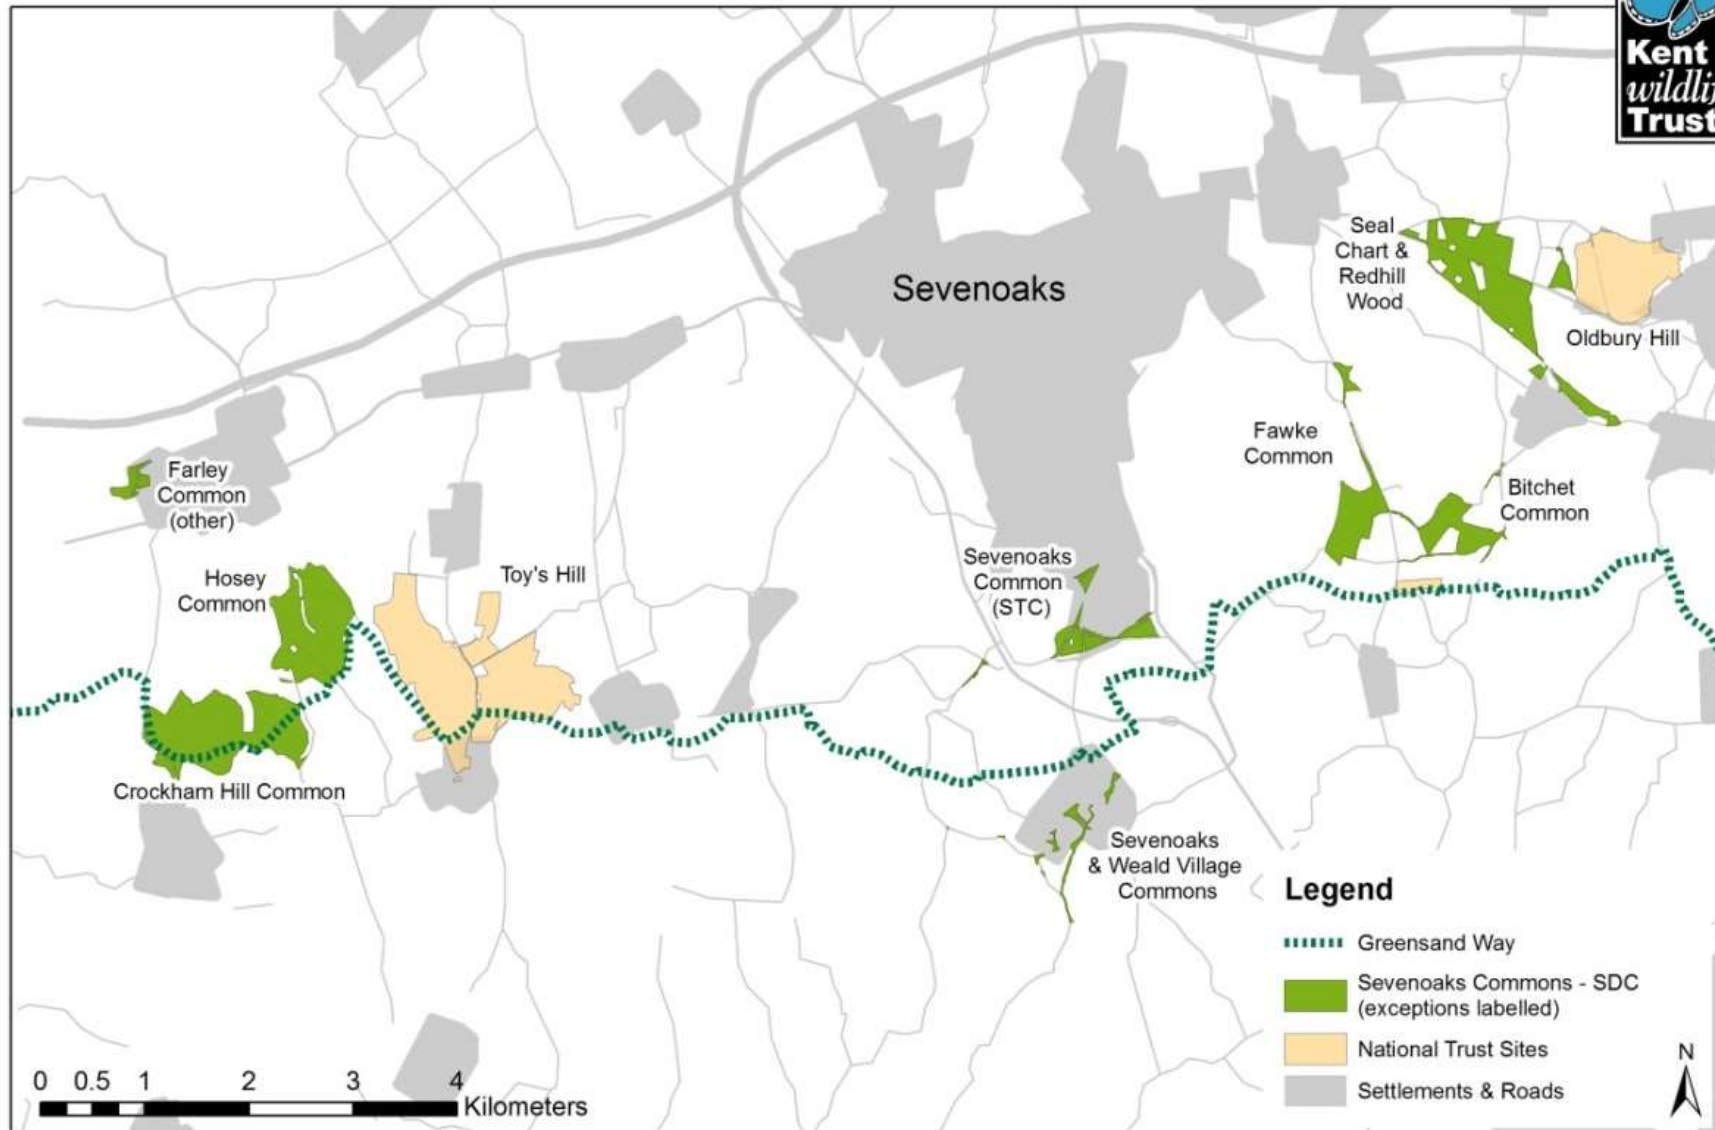 Kent
Trust
Sevenoaks
Seal
Chart &
Redhill
Wood
Oldbury Hill
Fawke
Common
Bitchet
Common
Farley
Common
(other)
Hosey
Common
Toy's Hill
Sevenoaks
Common
(STC)
Crockham Hill Common
Sevenoaks
& Weald Village
Commons
Legend
Greensand Way
Sevenoaks Commons - SDC
(exceptions labelled)
National Trust Sites
Settlements & Roads
N
0 0.5 1 2 3 4
Kilometers